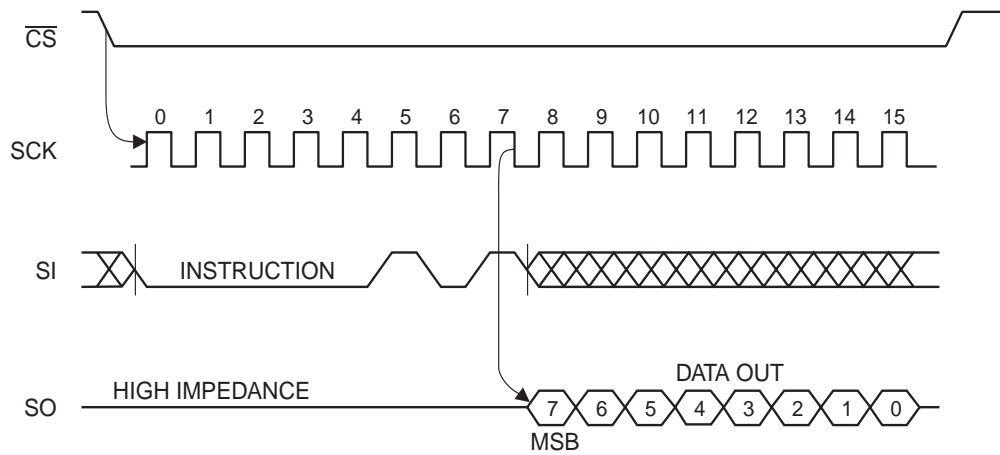 CS
0 1 2 3 4 5 6 7 8 9 10 11 12 13 14 15
SCK
SI INSTRUCTION
DATA OUT
HIGH IMPEDANCE
SO 7 6 5 4 3 2 1 0
MSB